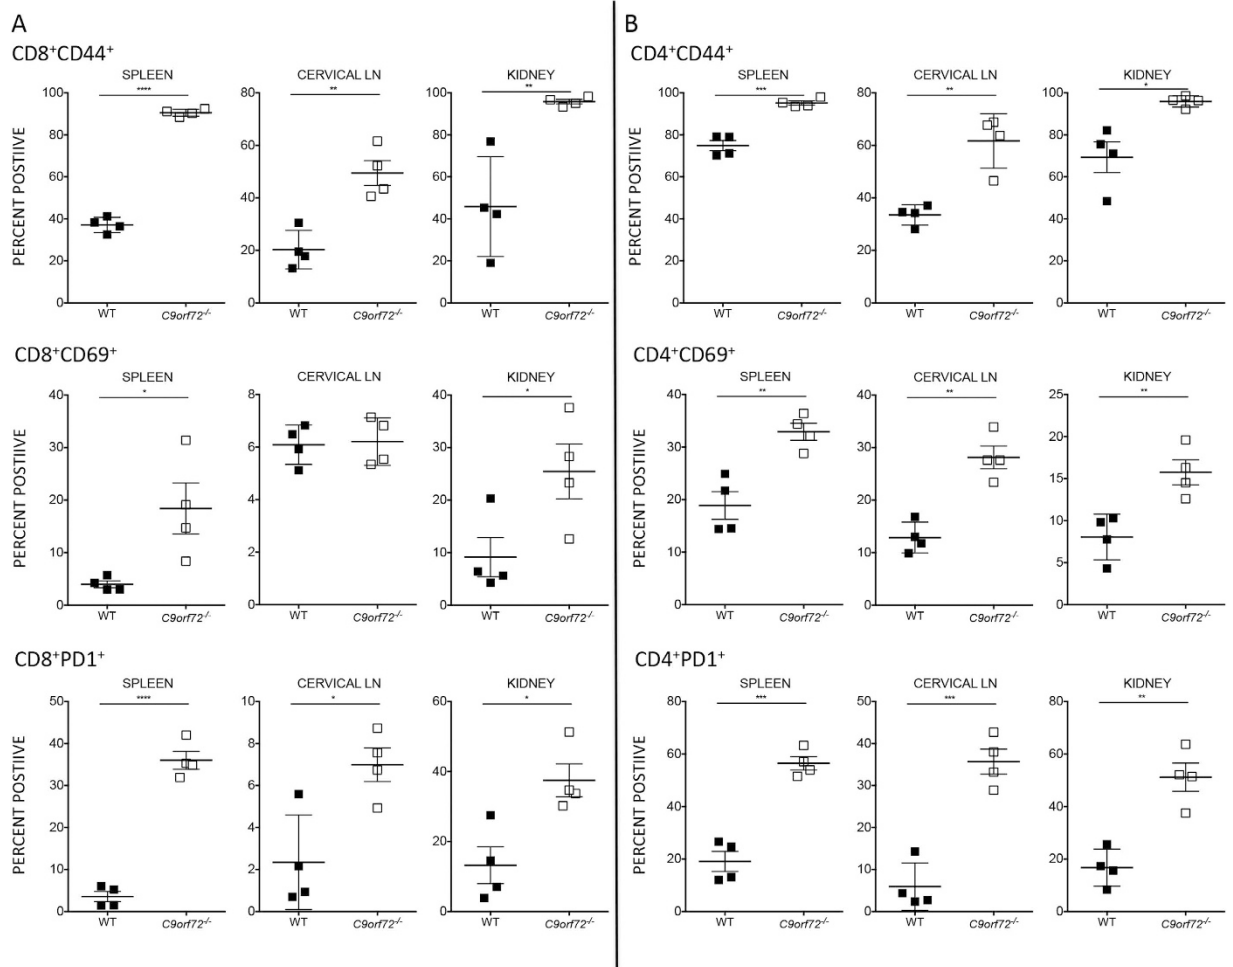 A
CD8⁺CD44⁺
SPLEEN
****
CERVICAL LN
**
KIDNEY
**
PERCENT POSTIIVE
100
80
60
40
20
0
WT
C9orf72⁻/⁻
80
60
40
20
0
WT
C9orf72⁻/⁻
100
80
60
40
20
0
WT
C9orf72⁻/⁻
CD8⁺CD69⁺
SPLEEN
*
CERVICAL LN
KIDNEY
*
PERCENT POSTIIVE
40
30
20
10
0
WT
C9orf72⁻/⁻
8
6
4
2
0
WT
C9orf72⁻/⁻
40
30
20
10
0
WT
C9orf72⁻/⁻
CD8⁺PD1⁺
SPLEEN
****
CERVICAL LN
*
KIDNEY
*
PERCENT POSTIIVE
50
40
30
20
10
0
WT
C9orf72⁻/⁻
10
8
6
4
2
0
WT
C9orf72⁻/⁻
60
40
20
0
WT
C9orf72⁻/⁻
B
CD4⁺CD44⁺
SPLEEN
***
CERVICAL LN
**
KIDNEY
*
PERCENT POSTIIVE
100
80
60
40
20
0
WT
C9orf72⁻/⁻
80
60
40
20
0
WT
C9orf72⁻/⁻
100
80
60
40
20
0
WT
C9orf72⁻/⁻
CD4⁺CD69⁺
SPLEEN
**
CERVICAL LN
**
KIDNEY
**
PERCENT POSTIIVE
40
30
20
10
0
WT
C9orf72⁻/⁻
40
30
20
10
0
WT
C9orf72⁻/⁻
25
20
15
10
5
0
WT
C9orf72⁻/⁻
CD4⁺PD1⁺
SPLEEN
***
CERVICAL LN
***
KIDNEY
**
PERCENT POSTIIVE
80
60
40
20
0
WT
C9orf72⁻/⁻
50
40
30
20
10
0
WT
C9orf72⁻/⁻
80
60
40
20
0
WT
C9orf72⁻/⁻